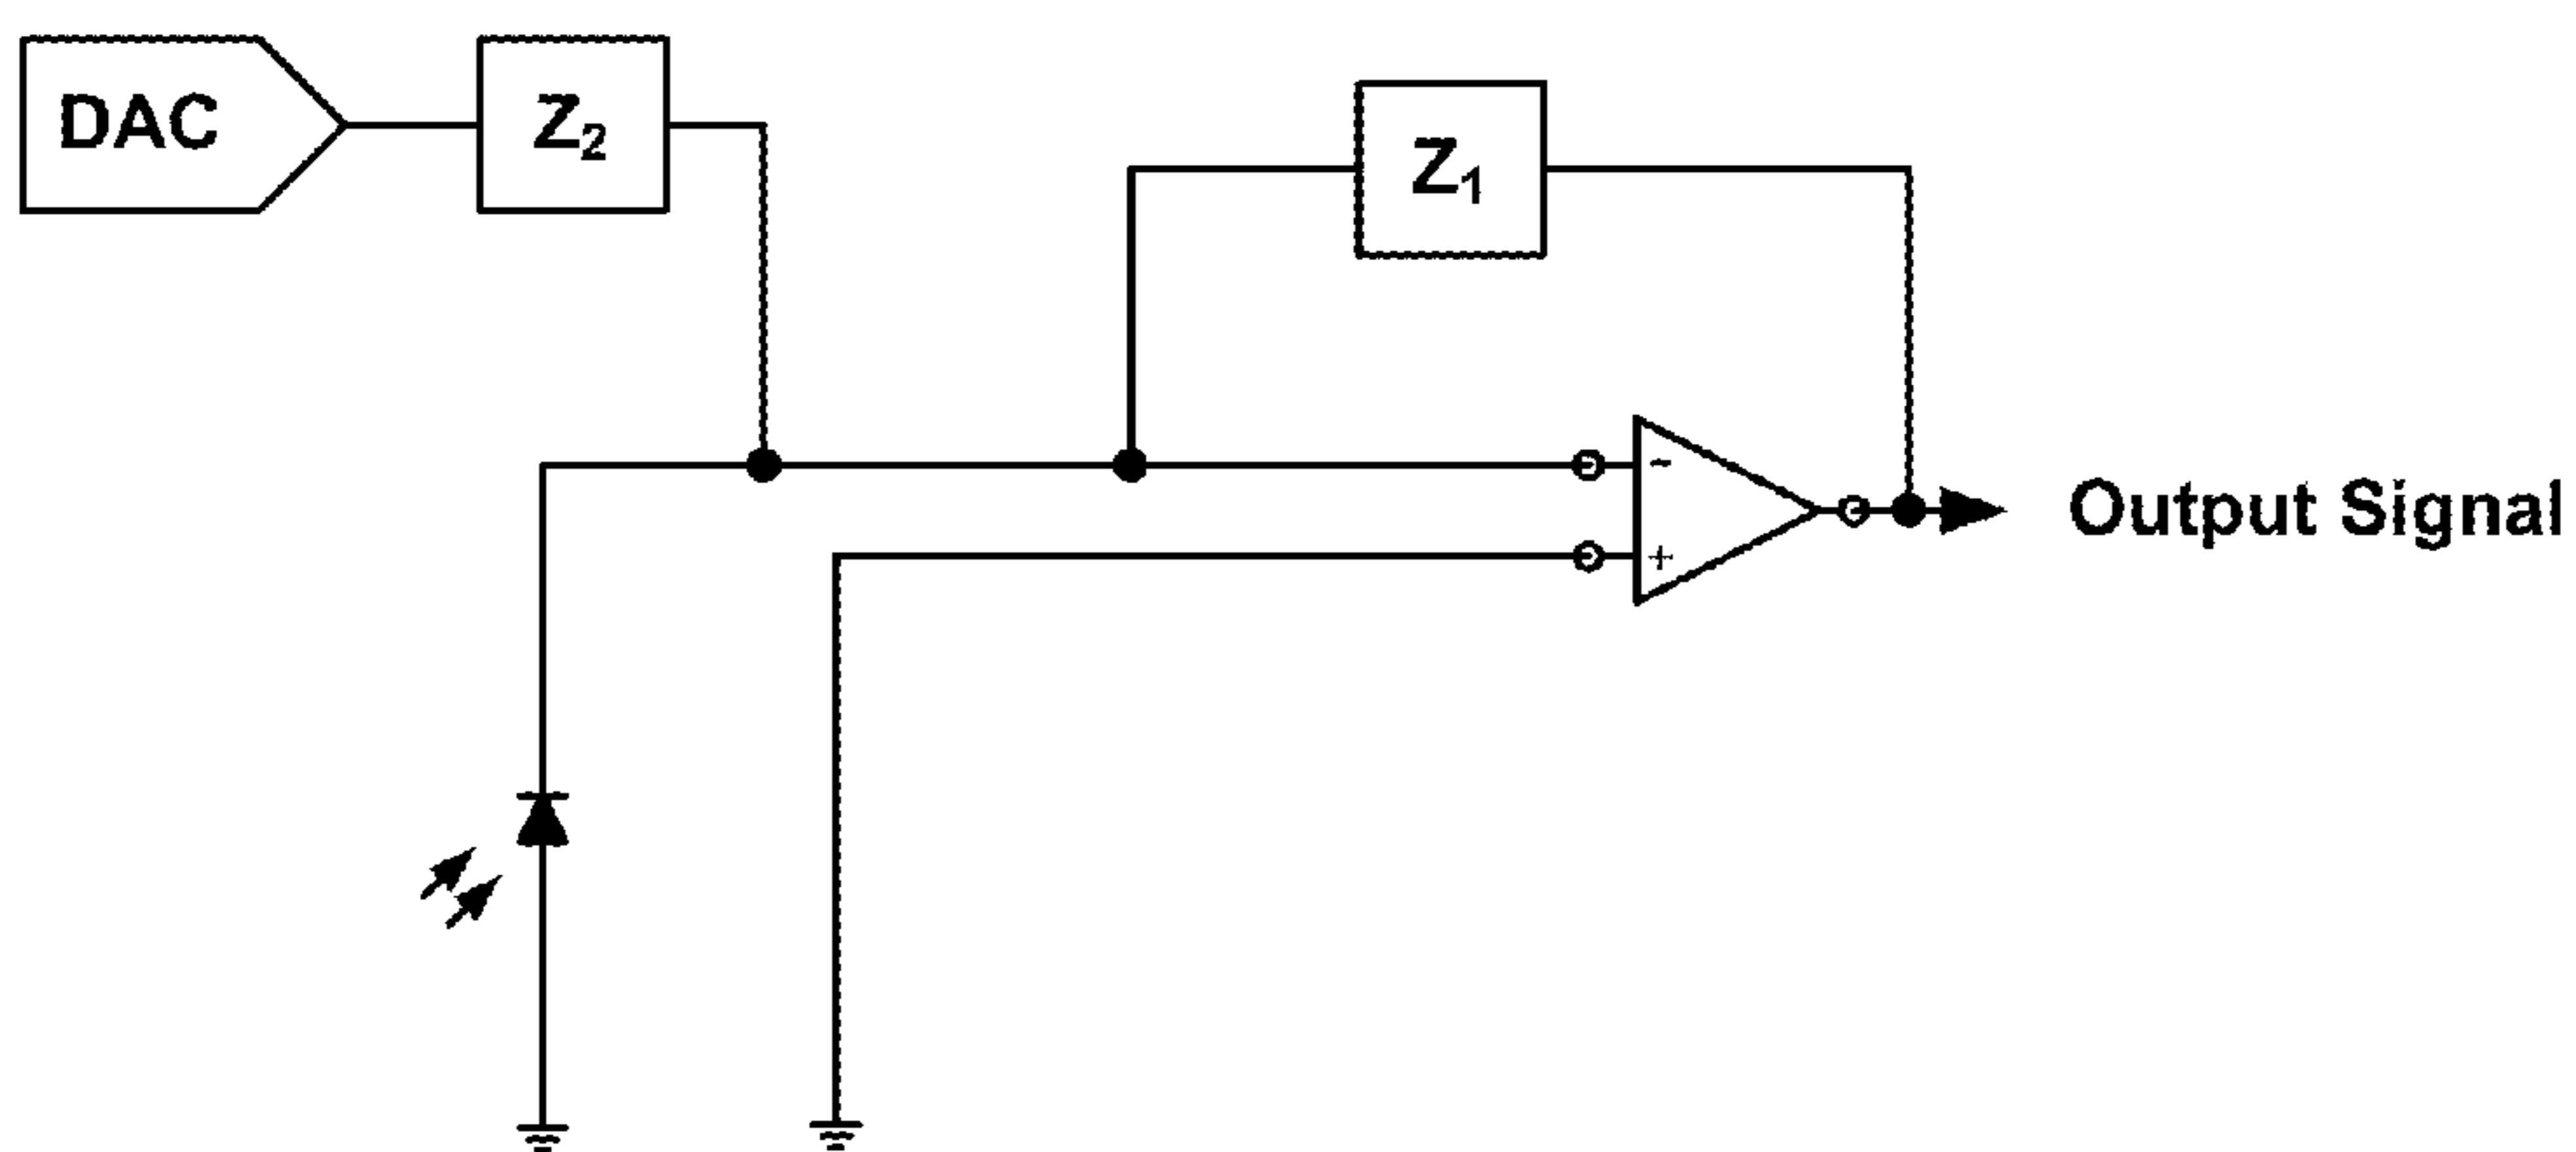 DAC
Z₂
Z₁
-
+
Output Signal